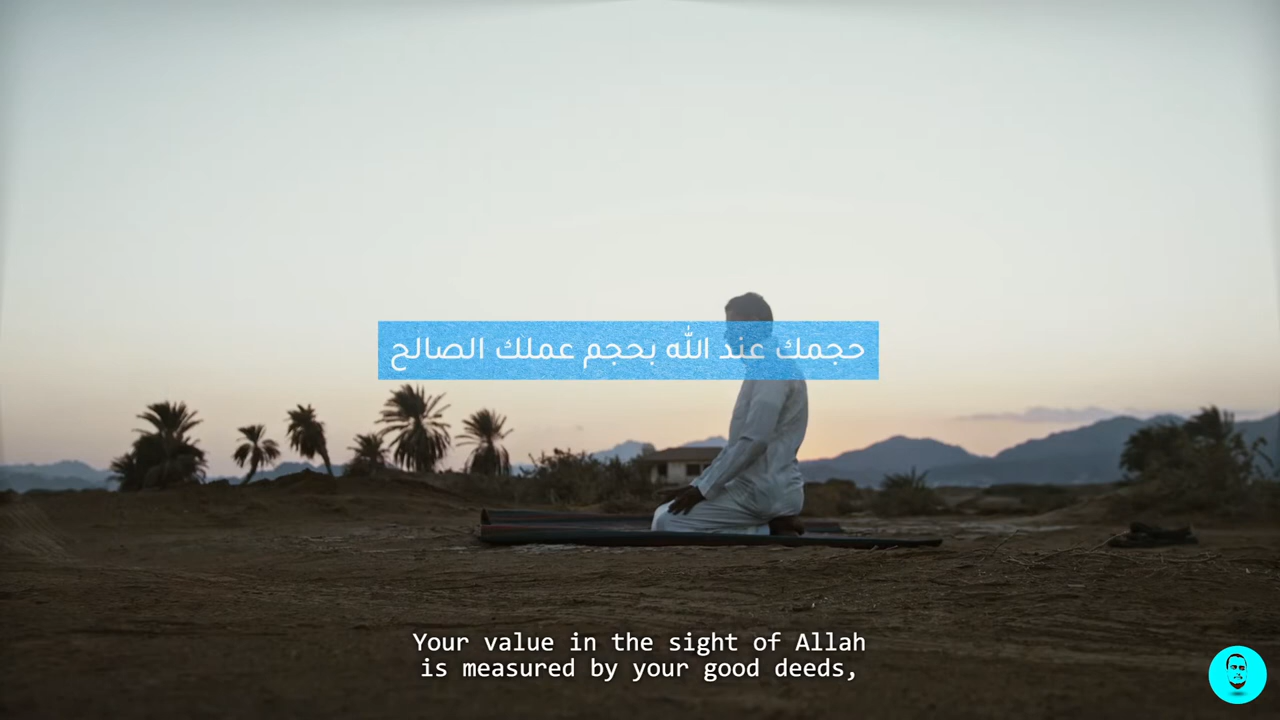 حجمك عند الله بحجم عملك الصالح
Your value in the sight of Allah
is measured by your good deeds,